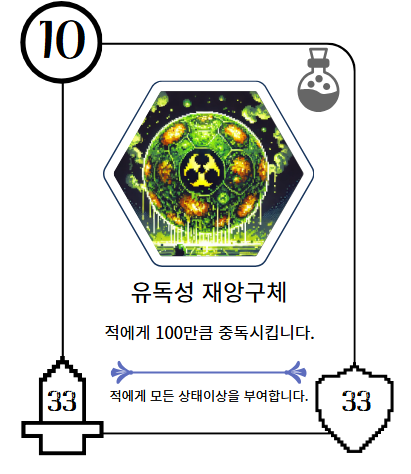 10
유독성 재앙구체
적에게 100만큼 중독시킵니다.
적에게 모든 상태이상을 부여합니다.
33
33